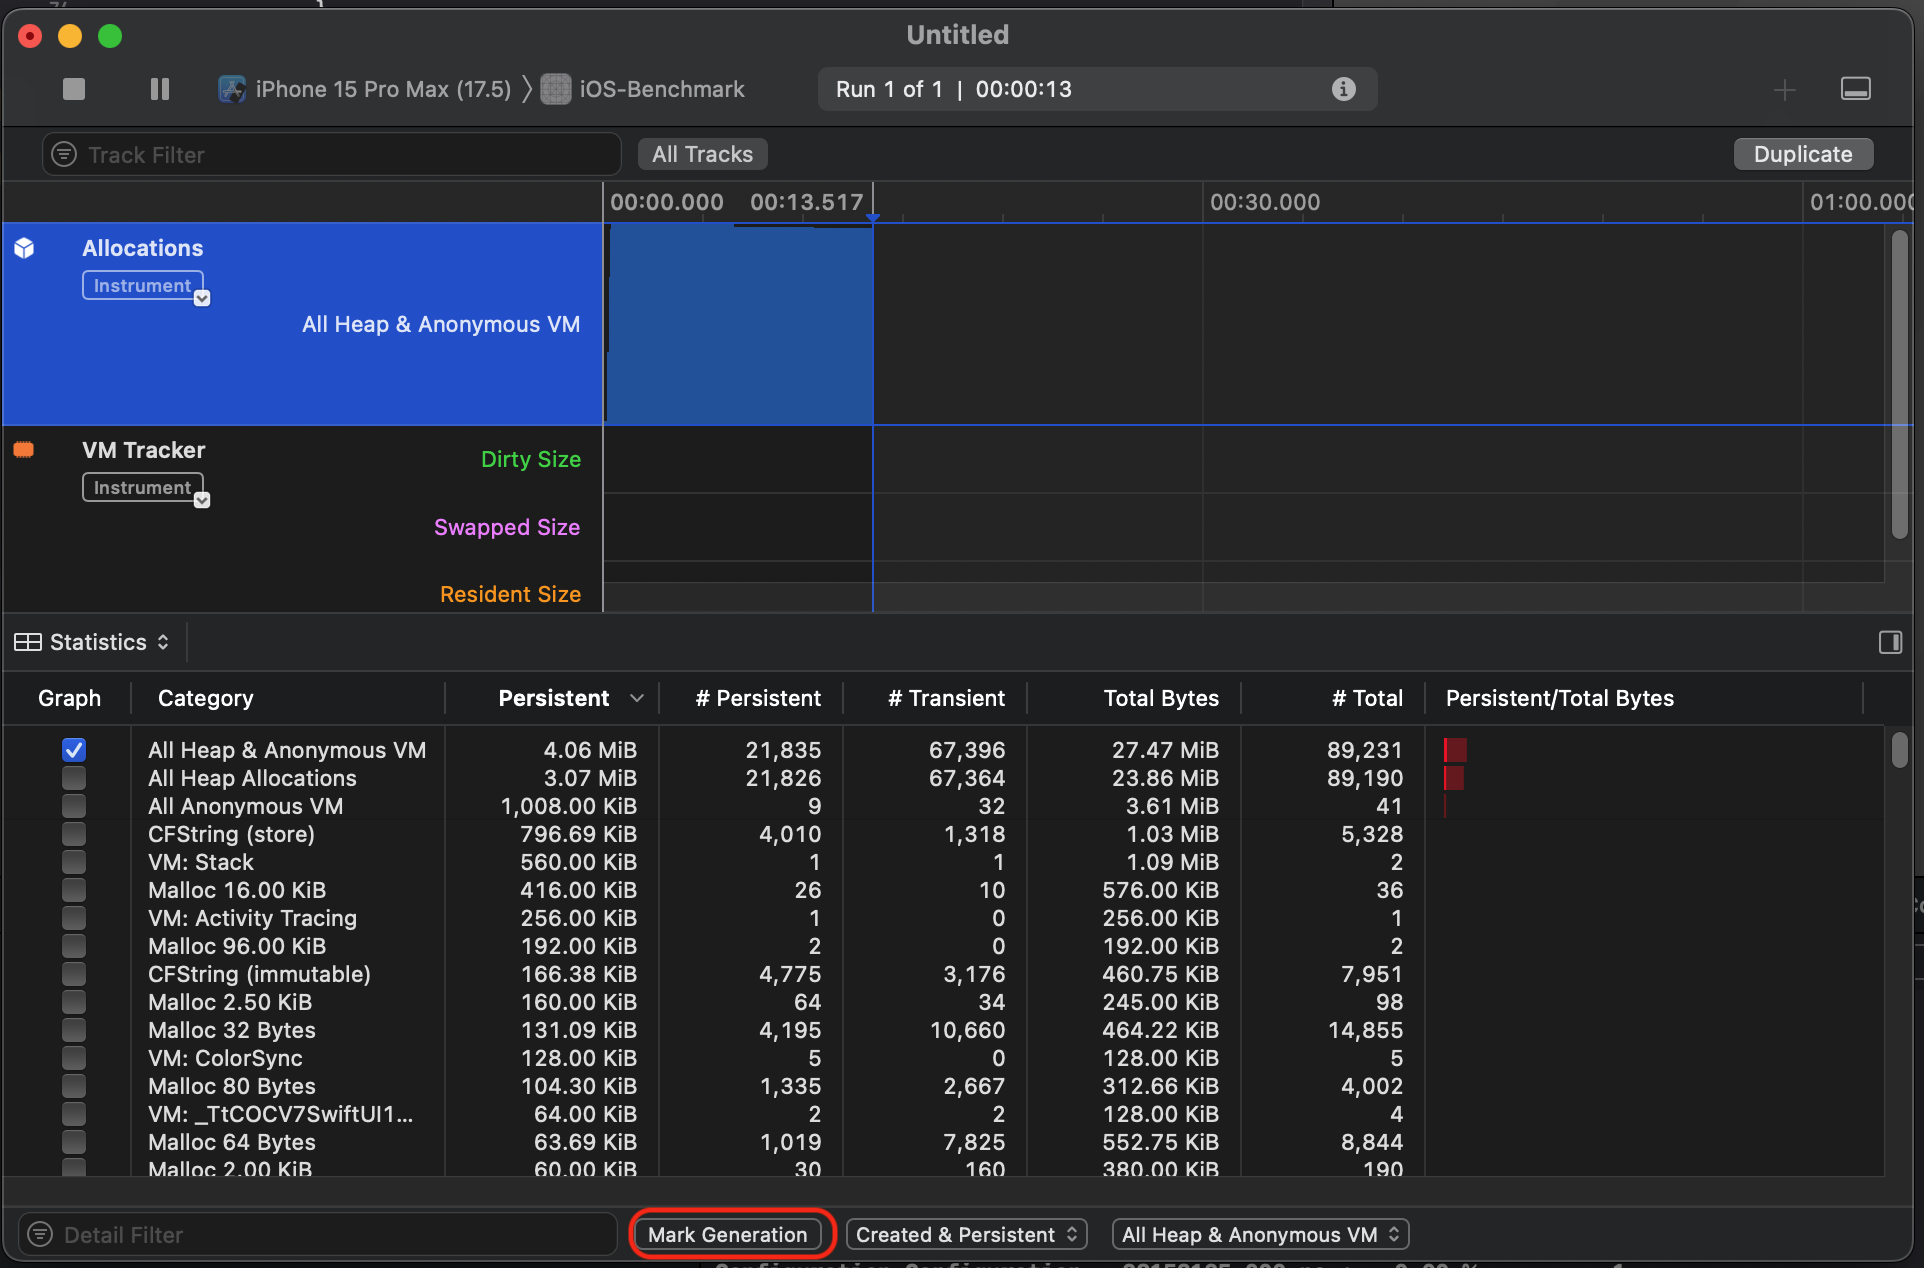 Untitled
iPhone 15 Pro Max (17.5) iOS-Benchmark Run 1 of 1 | 00:00:13
Track Filter All Tracks Duplicate
00:00.000 00:13.517 00:30.000 01:00.000
Allocations
Instrument
All Heap & Anonymous VM
VM Tracker
Instrument
Dirty Size
Swapped Size
Resident Size
Statistics
Graph Category Persistent # Persistent # Transient Total Bytes # Total Persistent/Total Bytes
All Heap & Anonymous VM 4.06 MiB 21,835 67,396 27.47 MiB 89,231
All Heap Allocations 3.07 MiB 21,826 67,364 23.86 MiB 89,190
All Anonymous VM 1,008.00 KiB 9 32 3.61 MiB 41
CFString (store) 796.69 KiB 4,010 1,318 1.03 MiB 5,328
VM: Stack 560.00 KiB 1 1 1.09 MiB 2
Malloc 16.00 KiB 416.00 KiB 26 10 576.00 KiB 36
VM: Activity Tracing 256.00 KiB 1 0 256.00 KiB 1
Malloc 96.00 KiB 192.00 KiB 2 0 192.00 KiB 2
CFString (immutable) 166.38 KiB 4,775 3,176 460.75 KiB 7,951
Malloc 2.50 KiB 160.00 KiB 64 34 245.00 KiB 98
Malloc 32 Bytes 131.09 KiB 4,195 10,660 464.22 KiB 14,855
VM: ColorSync 128.00 KiB 5 0 128.00 KiB 5
Malloc 80 Bytes 104.30 KiB 1,335 2,667 312.66 KiB 4,002
VM: _TtCOCV7SwiftUI1... 64.00 KiB 2 2 128.00 KiB 4
Malloc 64 Bytes 63.69 KiB 1,019 7,825 552.75 KiB 8,844
Malloc 2.00 KiB 60.00 KiB 30 160 380.00 KiB 190
Detail Filter Mark Generation Created & Persistent All Heap & Anonymous VM